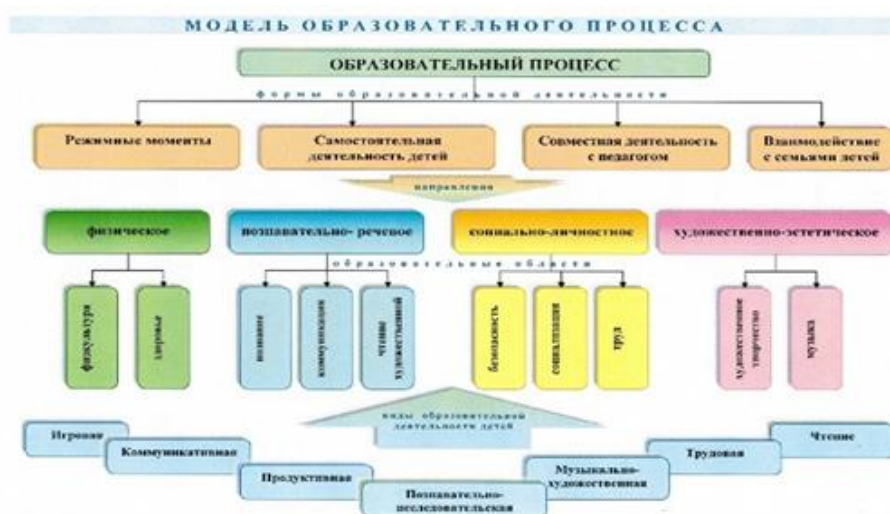 МОДЕЛЬ ОБРАЗОВАТЕЛЬНОГО ПРОЦЕССА
ОБРАЗОВАТЕЛЬНЫЙ ПРОЦЕСС
формы образовательной деятельности
Режимные моменты
Самостоятельная
деятельность детей
Совместная деятельность
с педагогом
Взаимодействие
с семьями детей
направления
физическое
познавательно- речевое
социально-личностное
художественно-эстетическое
образовательные области
физкультура
здоровье
познание
коммуникация
чтение
художественной
безопасность
социализация
труд
художественное
творчество
музыка
виды образовательной
деятельности детей
Игровая
Коммуникативная
Продуктивная
Познавательно-
исследовательская
Музыкально-
художественная
Трудовая
Чтение